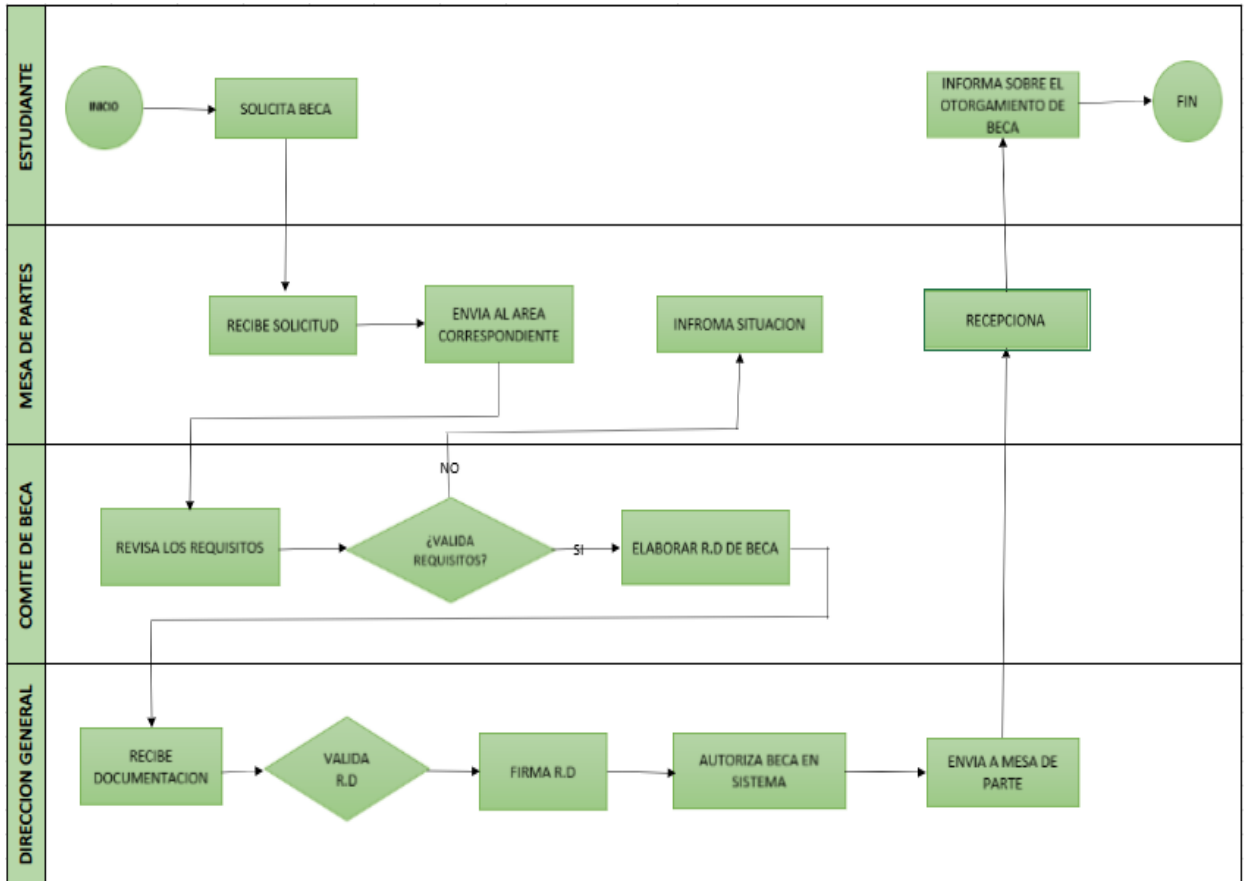 ESTUDIANTE
INICIO
SOLICITA BECA
INFORMA SOBRE EL
OTORGAMIENTO DE
BECA
FIN
MESA DE PARTES
RECIBE SOLICITUD
ENVIA AL AREA
CORRESPONDIENTE
INFROMA SITUACION
RECEPCIONA
COMITE DE BECA
NO
REVISA LOS REQUISITOS
¿VALIDA
REQUISITOS?
SI
ELABORAR R.D DE BECA
DIRECCION GENERAL
RECIBE
DOCUMENTACION
VALIDA
R.D
FIRMA R.D
AUTORIZA BECA EN
SISTEMA
ENVIA A MESA DE
PARTE